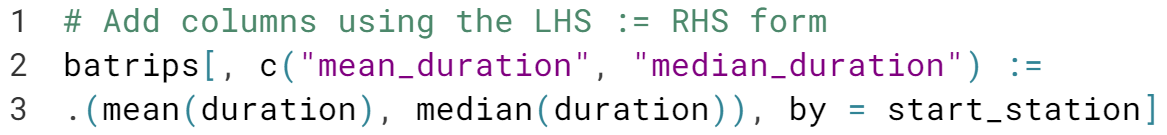 1 # Add columns using the LHS := RHS form
2 batrips[, c("mean_duration", "median_duration") :=
3 .(mean(duration), median(duration)), by = start_station]